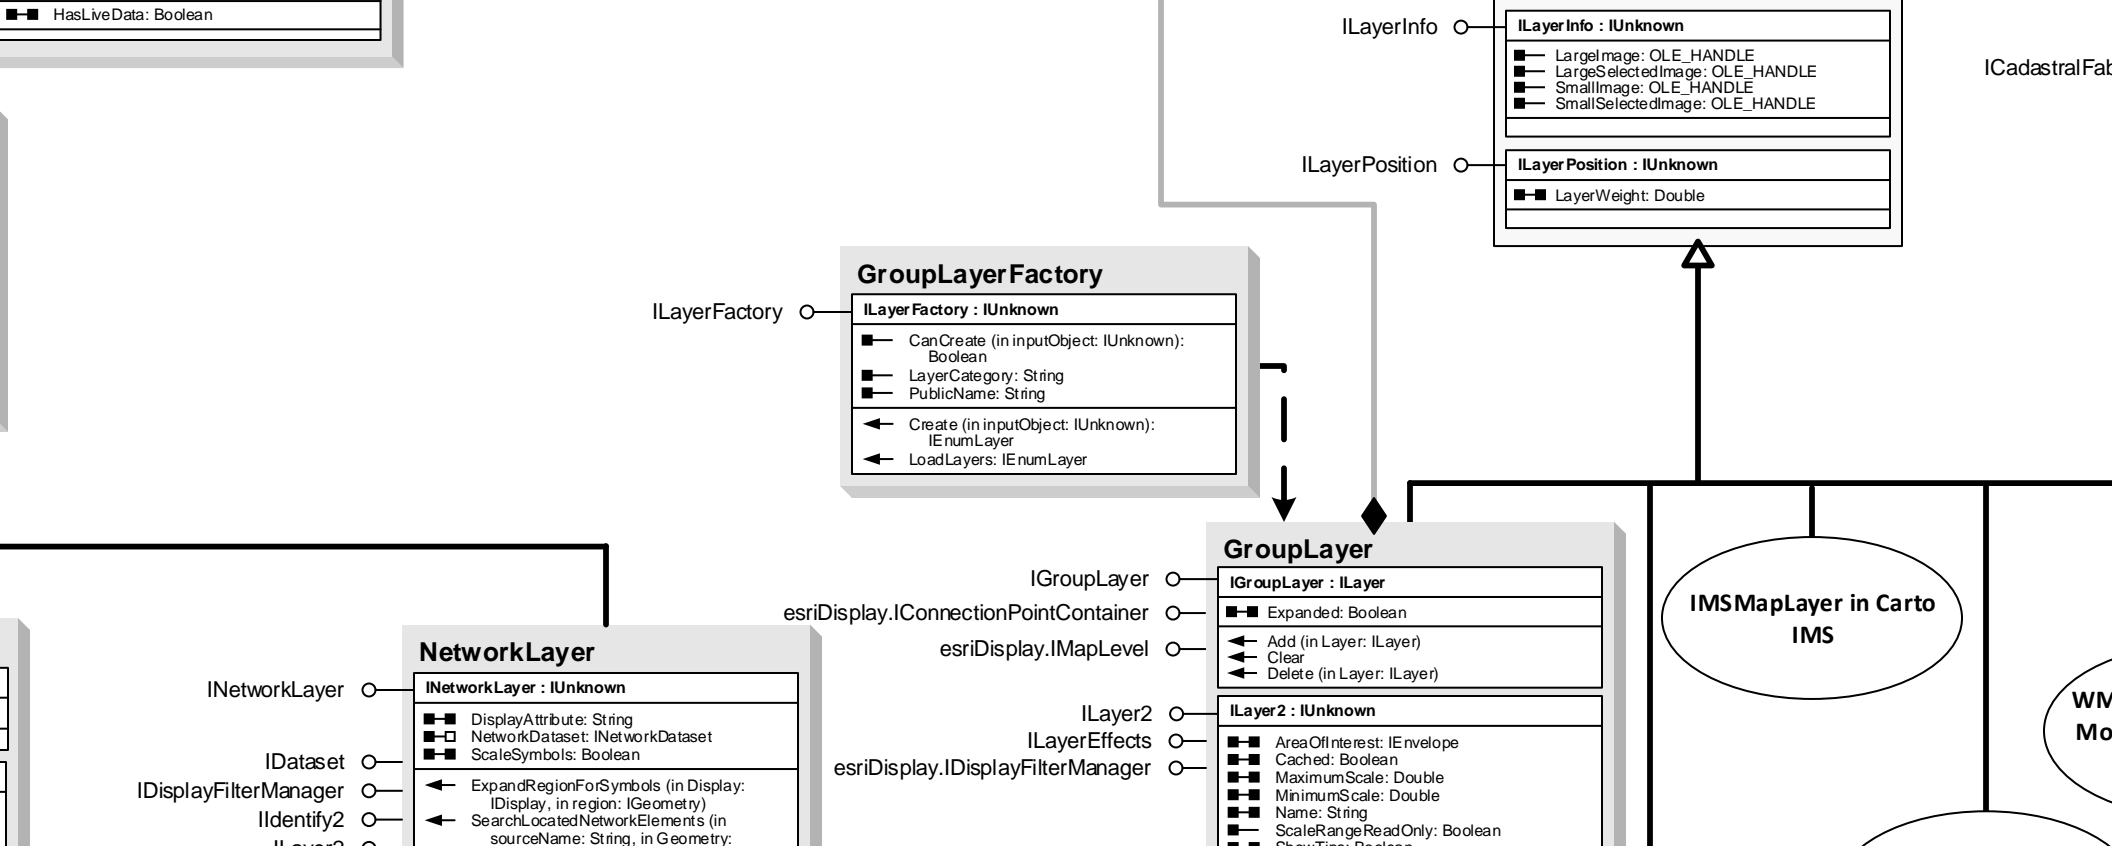 HasLiveData: Boolean
ILayerInfo
ILayerInfo : IUnknown
LargeImage: OLE_HANDLE
LargeSelectedImage: OLE_HANDLE
SmallImage: OLE_HANDLE
SmallSelectedImage: OLE_HANDLE
ICadastralFab
ILayerPosition
ILayerPosition : IUnknown
LayerWeight: Double
GroupLayerFactory
ILayerFactory
ILayerFactory : IUnknown
CanCreate (in inputObject: IUnknown):
Boolean
LayerCategory: String
PublicName: String
Create (in inputObject: IUnknown):
IEnumLayer
LoadLayers: IEnumLayer
GroupLayer
IGroupLayer
esriDisplay.IConnectionPointContainer
esriDisplay.IMapLevel
IGroupLayer : ILayer
Expanded: Boolean
Add (in Layer: ILayer)
Clear
Delete (in Layer: ILayer)
ILayer2
ILayerEffects
esriDisplay.IDisplayFilterManager
ILayer2 : IUnknown
AreaOfInterest: IEnvelope
Cached: Boolean
MaximumScale: Double
MinimumScale: Double
Name: String
ScaleRangeReadOnly: Boolean
ShowTips: Boolean
IMSMapLayer in Carto
IMS
WM
Mo
NetworkLayer
INetworkLayer
INetworkLayer : IUnknown
DisplayAttribute: String
NetworkDataset: INetworkDataset
ScaleSymbols: Boolean
IDataset
IDisplayFilterManager
IIdentify2
ExpandRegionForSymbols (in Display:
IDisplay, in region: IGeometry)
SearchLocatedNetworkElements (in
sourceName: String, in Geometry: